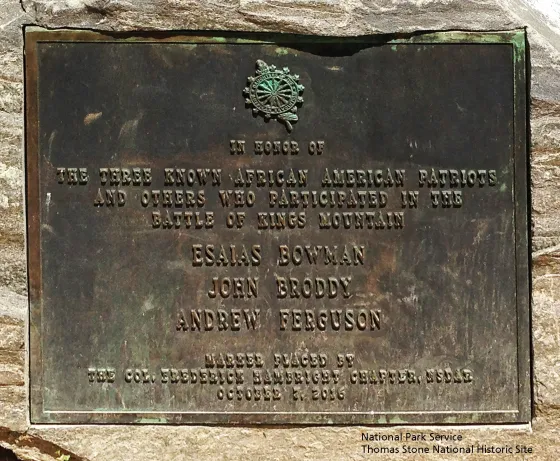 IN HONOR OF
THE THREE KNOWN AFRICAN AMERICAN PATRIOTS
AND OTHERS WHO PARTICIPATED IN THE
BATTLE OF KINGS MOUNTAIN
ESAIAS BOWMAN
JOHN BRODDY
ANDREW FERGUSON
MARKER PLACED BY
THE COL. FREDERICK HAMBRIGHT CHAPTER, NSDAR
OCTOBER 7, 2016
National Park Service
Thomas Stone National Historic Site